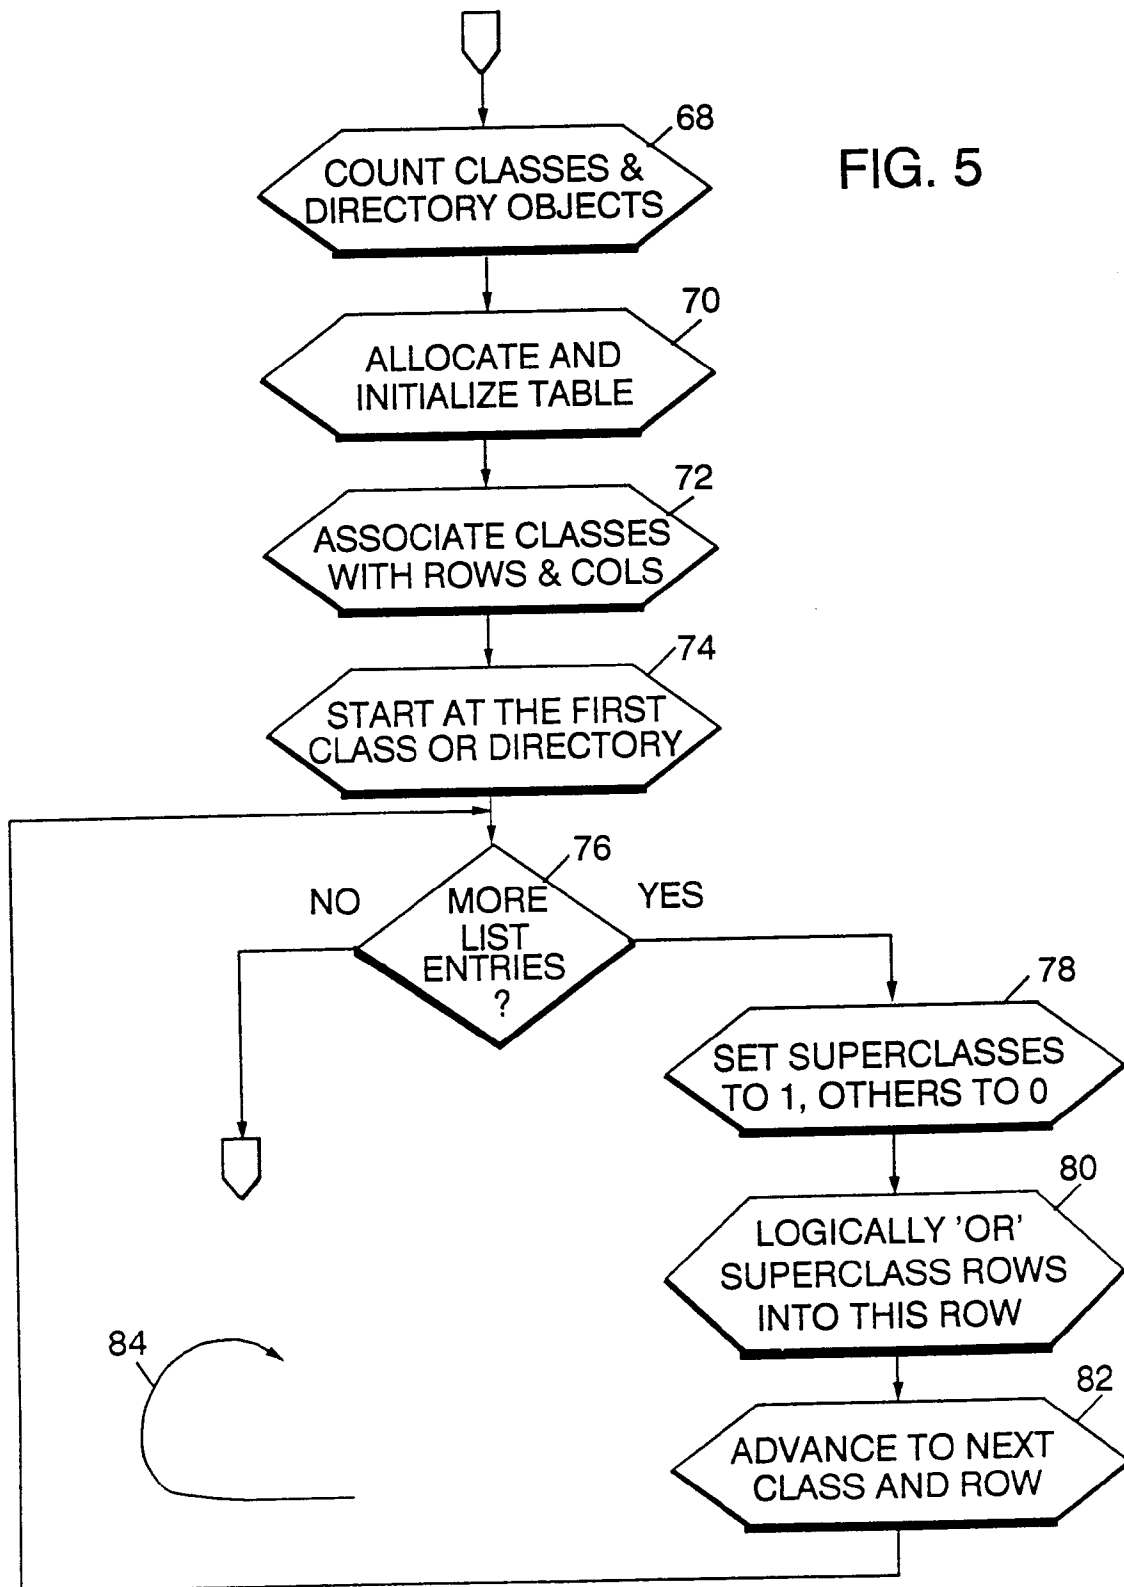 68
FIG. 5
COUNT CLASSES &
DIRECTORY OBJECTS
70
ALLOCATE AND
INITIALIZE TABLE
72
ASSOCIATE CLASSES
WITH ROWS & COLS
74
START AT THE FIRST
CLASS OR DIRECTORY
76
NO
YES
MORE
LIST
ENTRIES
?
78
SET SUPERCLASSES
TO 1, OTHERS TO 0
80
LOGICALLY 'OR'
SUPERCLASS ROWS
INTO THIS ROW
84
82
ADVANCE TO NEXT
CLASS AND ROW